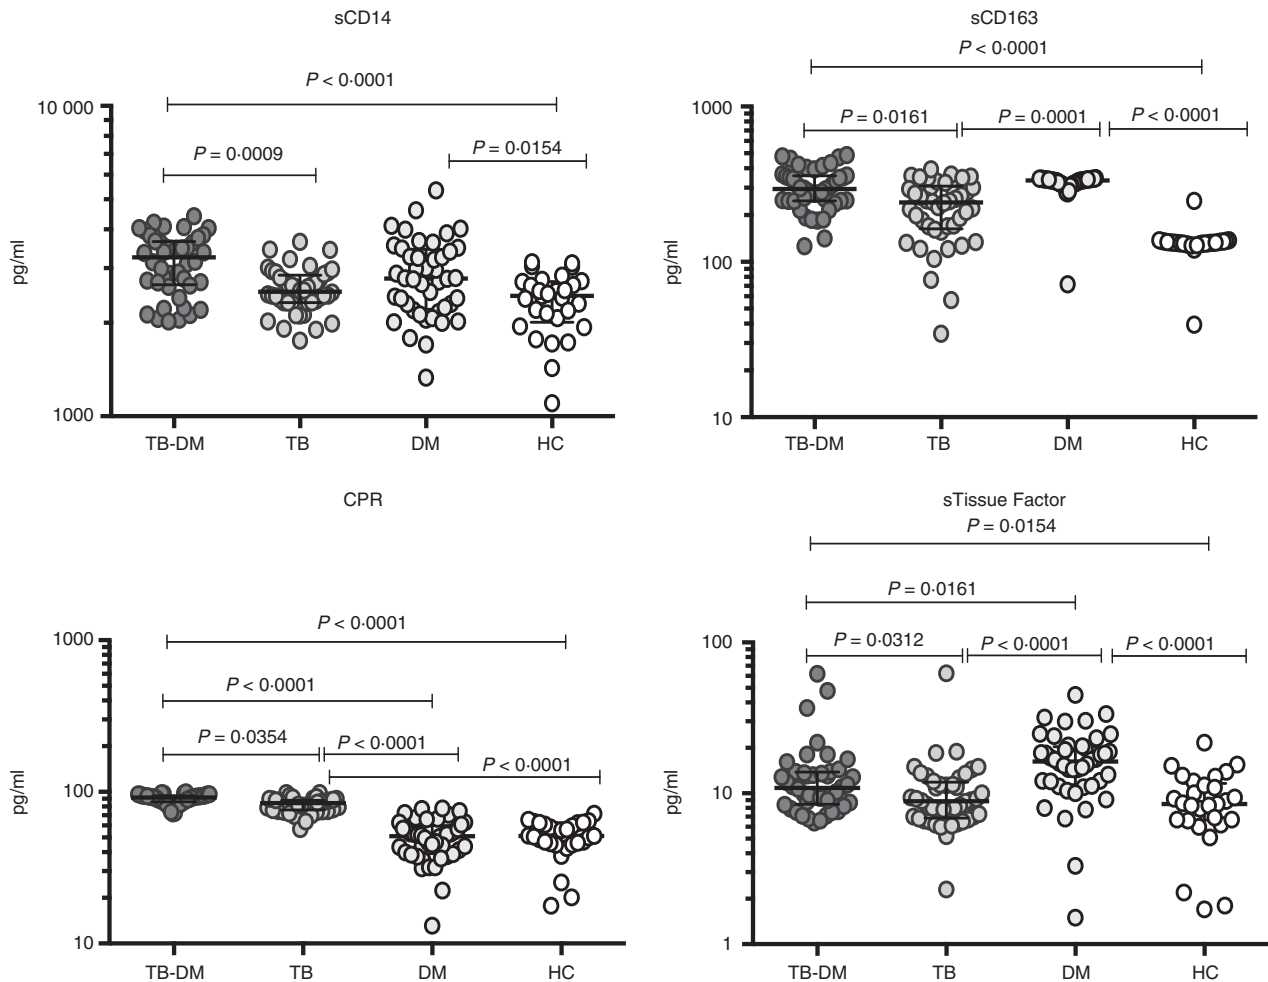 sCD14
P < 0·0001
10 000
P = 0·0009
P = 0·0154
pg/ml
1000
TB-DM TB DM HC
sCD163
P < 0·0001
1000
P = 0·0161 P = 0·0001 P < 0·0001
pg/ml
100
10
TB-DM TB DM HC
CPR
P < 0·0001
1000
P < 0·0001
P = 0·0354 P < 0·0001
P < 0·0001
pg/ml
100
10
TB-DM TB DM HC
sTissue Factor
P = 0·0154
P = 0·0161
100
P = 0·0312 P < 0·0001 P < 0·0001
pg/ml
10
1
TB-DM TB DM HC